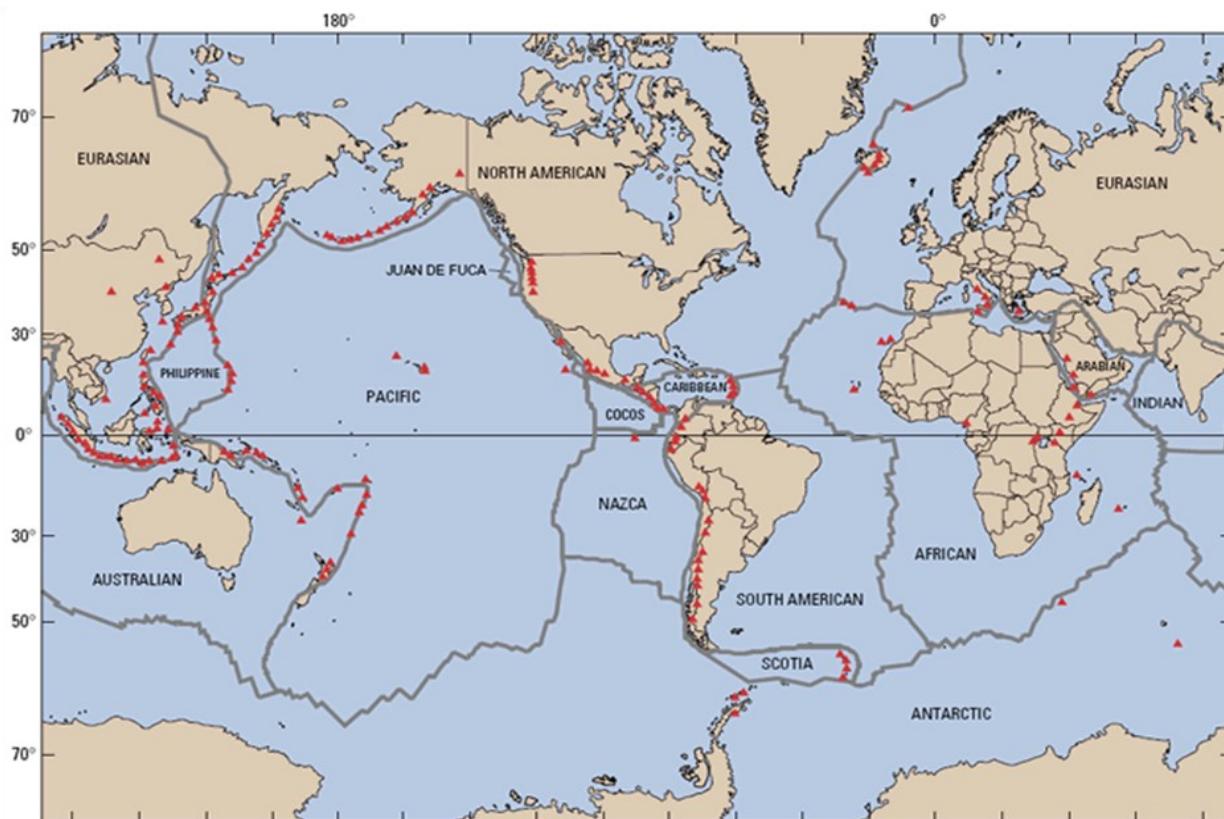 180° 0°
70°
EURASIAN
NORTH AMERICAN
EURASIAN
50°
JUAN DE FUCA
30°
PHILIPPINE
ARABIAN
PACIFIC
CARIBBEAN
COCOS
INDIAN
0°
NAZCA
30°
AFRICAN
AUSTRALIAN
SOUTH AMERICAN
50°
SCOTIA
ANTARCTIC
70°